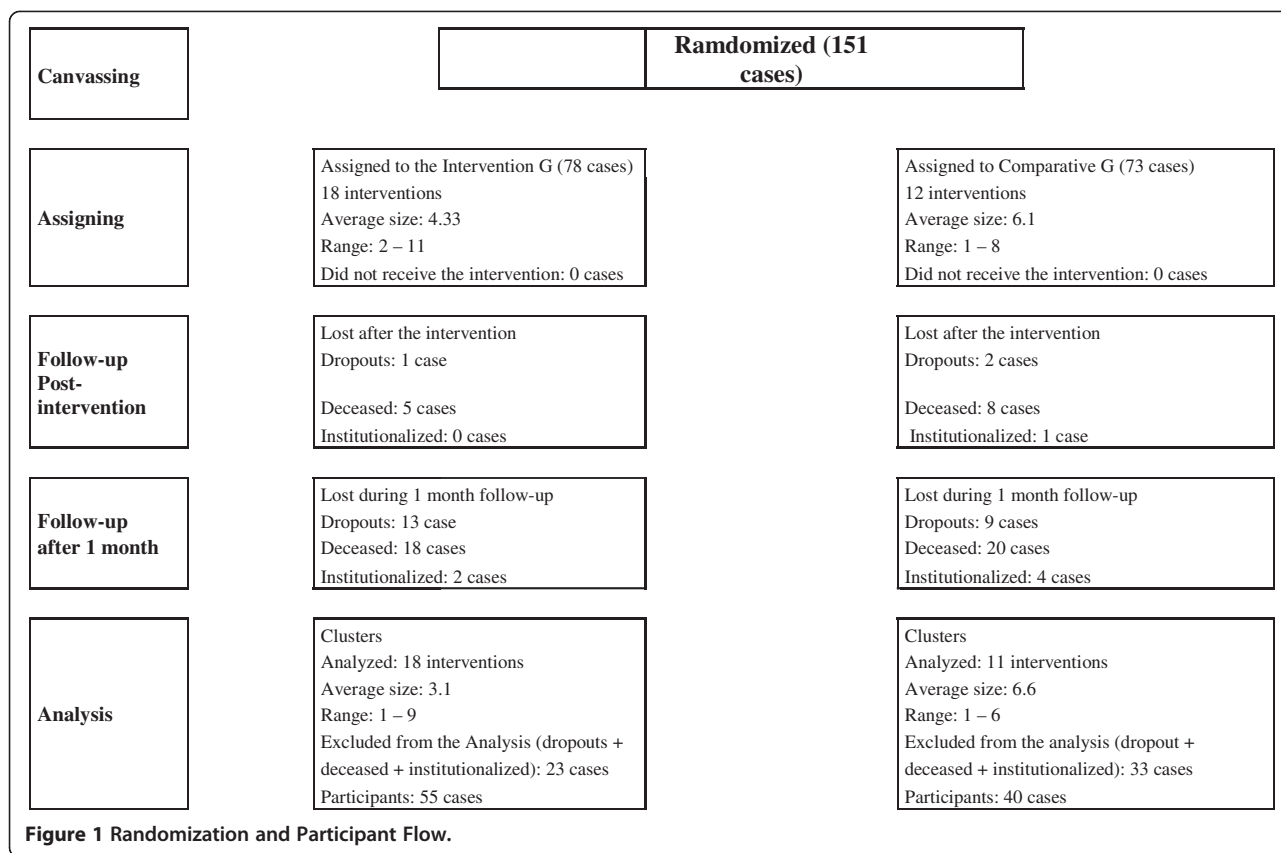 Canvassing
Ramdomized (151
cases)
Assigning
Assigned to the Intervention G (78 cases)
18 interventions
Average size: 4.33
Range: 2 – 11
Did not receive the intervention: 0 cases
Assigned to Comparative G (73 cases)
12 interventions
Average size: 6.1
Range: 1 – 8
Did not receive the intervention: 0 cases
Follow-up
Post-
intervention
Lost after the intervention
Dropouts: 1 case
Deceased: 5 cases
Institutionalized: 0 cases
Lost after the intervention
Dropouts: 2 cases
Deceased: 8 cases
Institutionalized: 1 case
Follow-up
after 1 month
Lost during 1 month follow-up
Dropouts: 13 case
Deceased: 18 cases
Institutionalized: 2 cases
Lost during 1 month follow-up
Dropouts: 9 cases
Deceased: 20 cases
Institutionalized: 4 cases
Analysis
Clusters
Analyzed: 18 interventions
Average size: 3.1
Range: 1 – 9
Excluded from the Analysis (dropouts +
deceased + institutionalized): 23 cases
Participants: 55 cases
Clusters
Analyzed: 11 interventions
Average size: 6.6
Range: 1 – 6
Excluded from the analysis (dropout +
deceased + institutionalized): 33 cases
Participants: 40 cases
Figure 1 Randomization and Participant Flow.